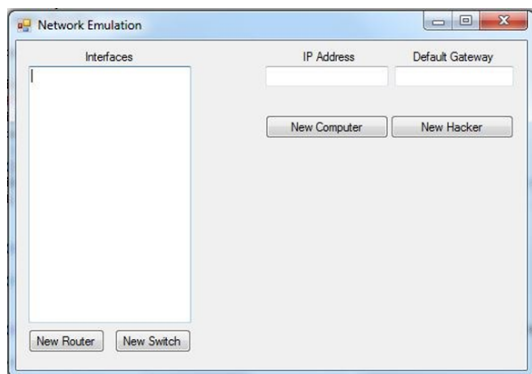 Network Emulation
Interfaces
IP Address
Default Gateway
New Computer
New Hacker
New Router
New Switch